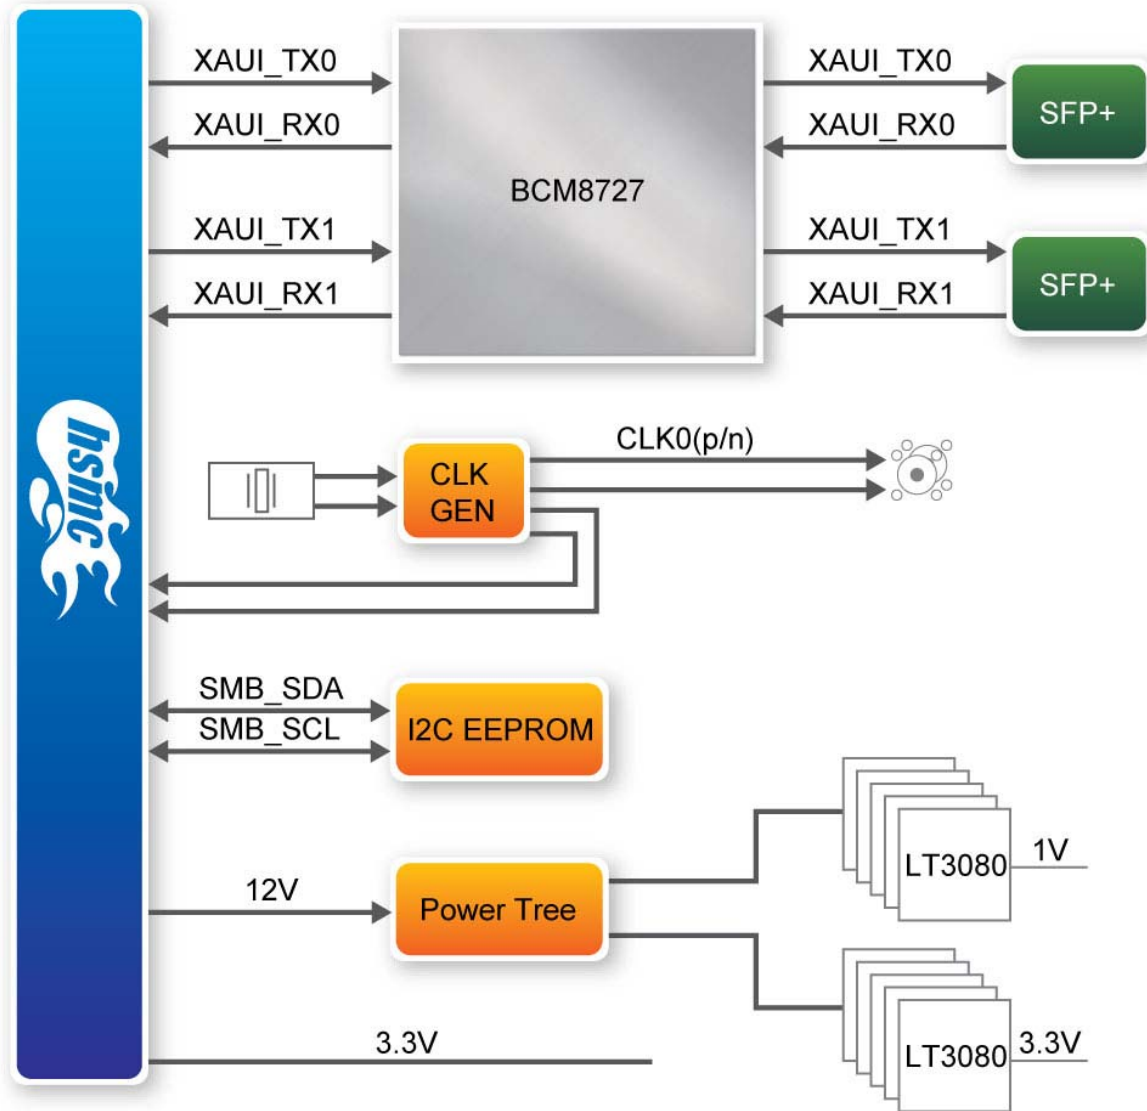 XAUI_TX0
XAUI_TX0
SFP+
XAUI_RX0
XAUI_RX0
BCM8727
XAUI_TX1
XAUI_TX1
SFP+
XAUI_RX1
XAUI_RX1
hsmc
CLK0(p/n)
CLK
GEN
SMB_SDA
SMB_SCL
I2C EEPROM
12V
Power Tree
LT3080
1V
3.3V
LT3080
3.3V